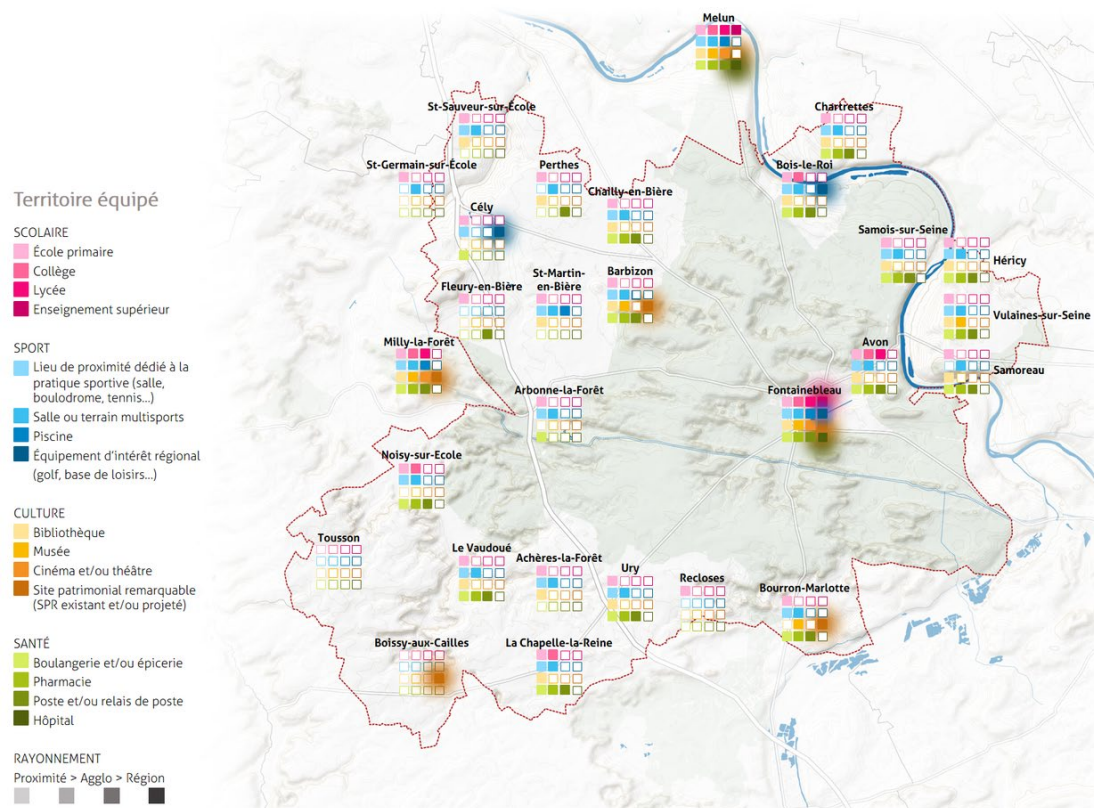 Territoire équipé
SCOLAIRE
École primaire
Collège
Lycée
Enseignement supérieur
SPORT
Lieu de proximité dédié à la
pratique sportive (salle,
boulodrome, tennis...)
Salle ou terrain multisports
Piscine
Équipement d'intérêt régional
(golf, base de loisirs...)
CULTURE
Bibliothèque
Musée
Cinéma et/ou théâtre
Site patrimonial remarquable
(SPR existant et/ou projeté)
SANTÉ
Boulangerie et/ou épicerie
Pharmacie
Poste et/ou relais de poste
Hôpital
RAYONNEMENT
Proximité > Agglo > Région
Melun
St-Sauveur-sur-École
Chartrettes
St-Germain-sur-École
Perthes
Bois-le-Roi
Chailly-en-Bière
Cély
Samois-sur-Seine
Héricy
Fleury-en-Bière
St-Martin-
en-Bière
Barbizon
Vulaines-sur-Seine
Milly-la-Forêt
Avon
Samoreau
Arbonne-la-Forêt
Fontainebleau
Noisy-sur-Ecole
Tousson
Le Vaudoué
Achères-la-Forêt
Ury
Recloses
Bourron-Marlotte
Boissy-aux-Cailles
La Chapelle-la-Reine